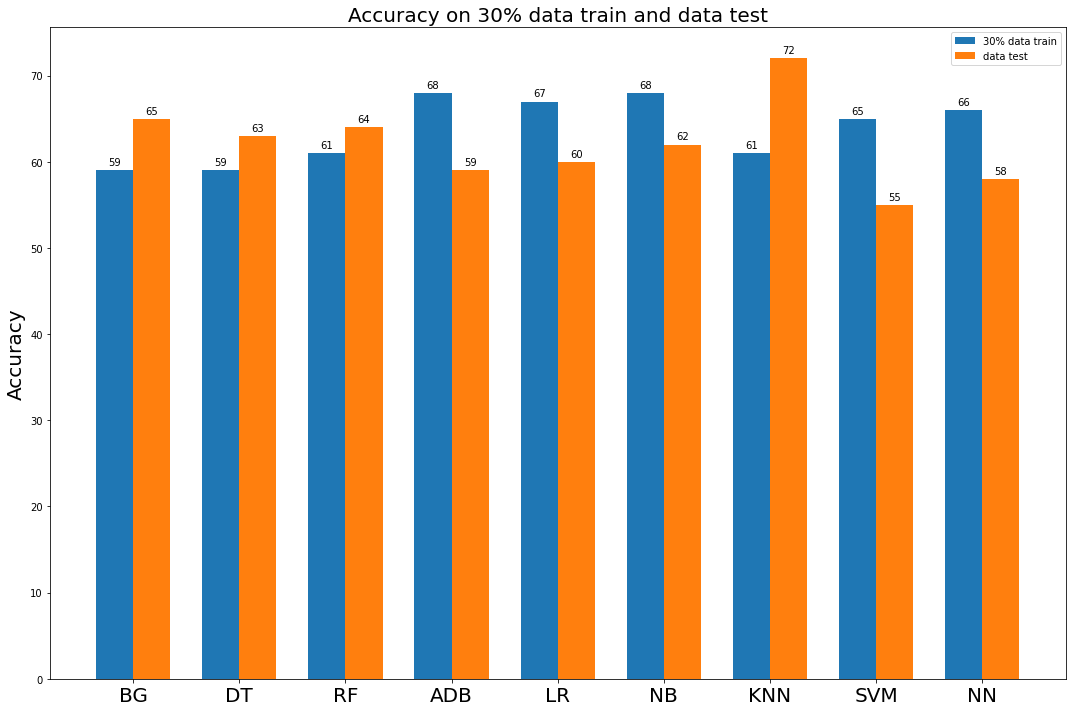 Accuracy on 30% data train and data test
30% data train
data test
Accuracy
70
60
50
40
30
20
10
0
59
65
59
63
61
64
68
59
67
60
68
62
61
72
65
55
66
58
BG
DT
RF
ADB
LR
NB
KNN
SVM
NN